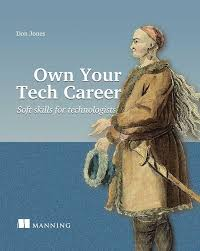 Don Jones
Own Your
Tech Career
Soft skills for technologists
MANNING